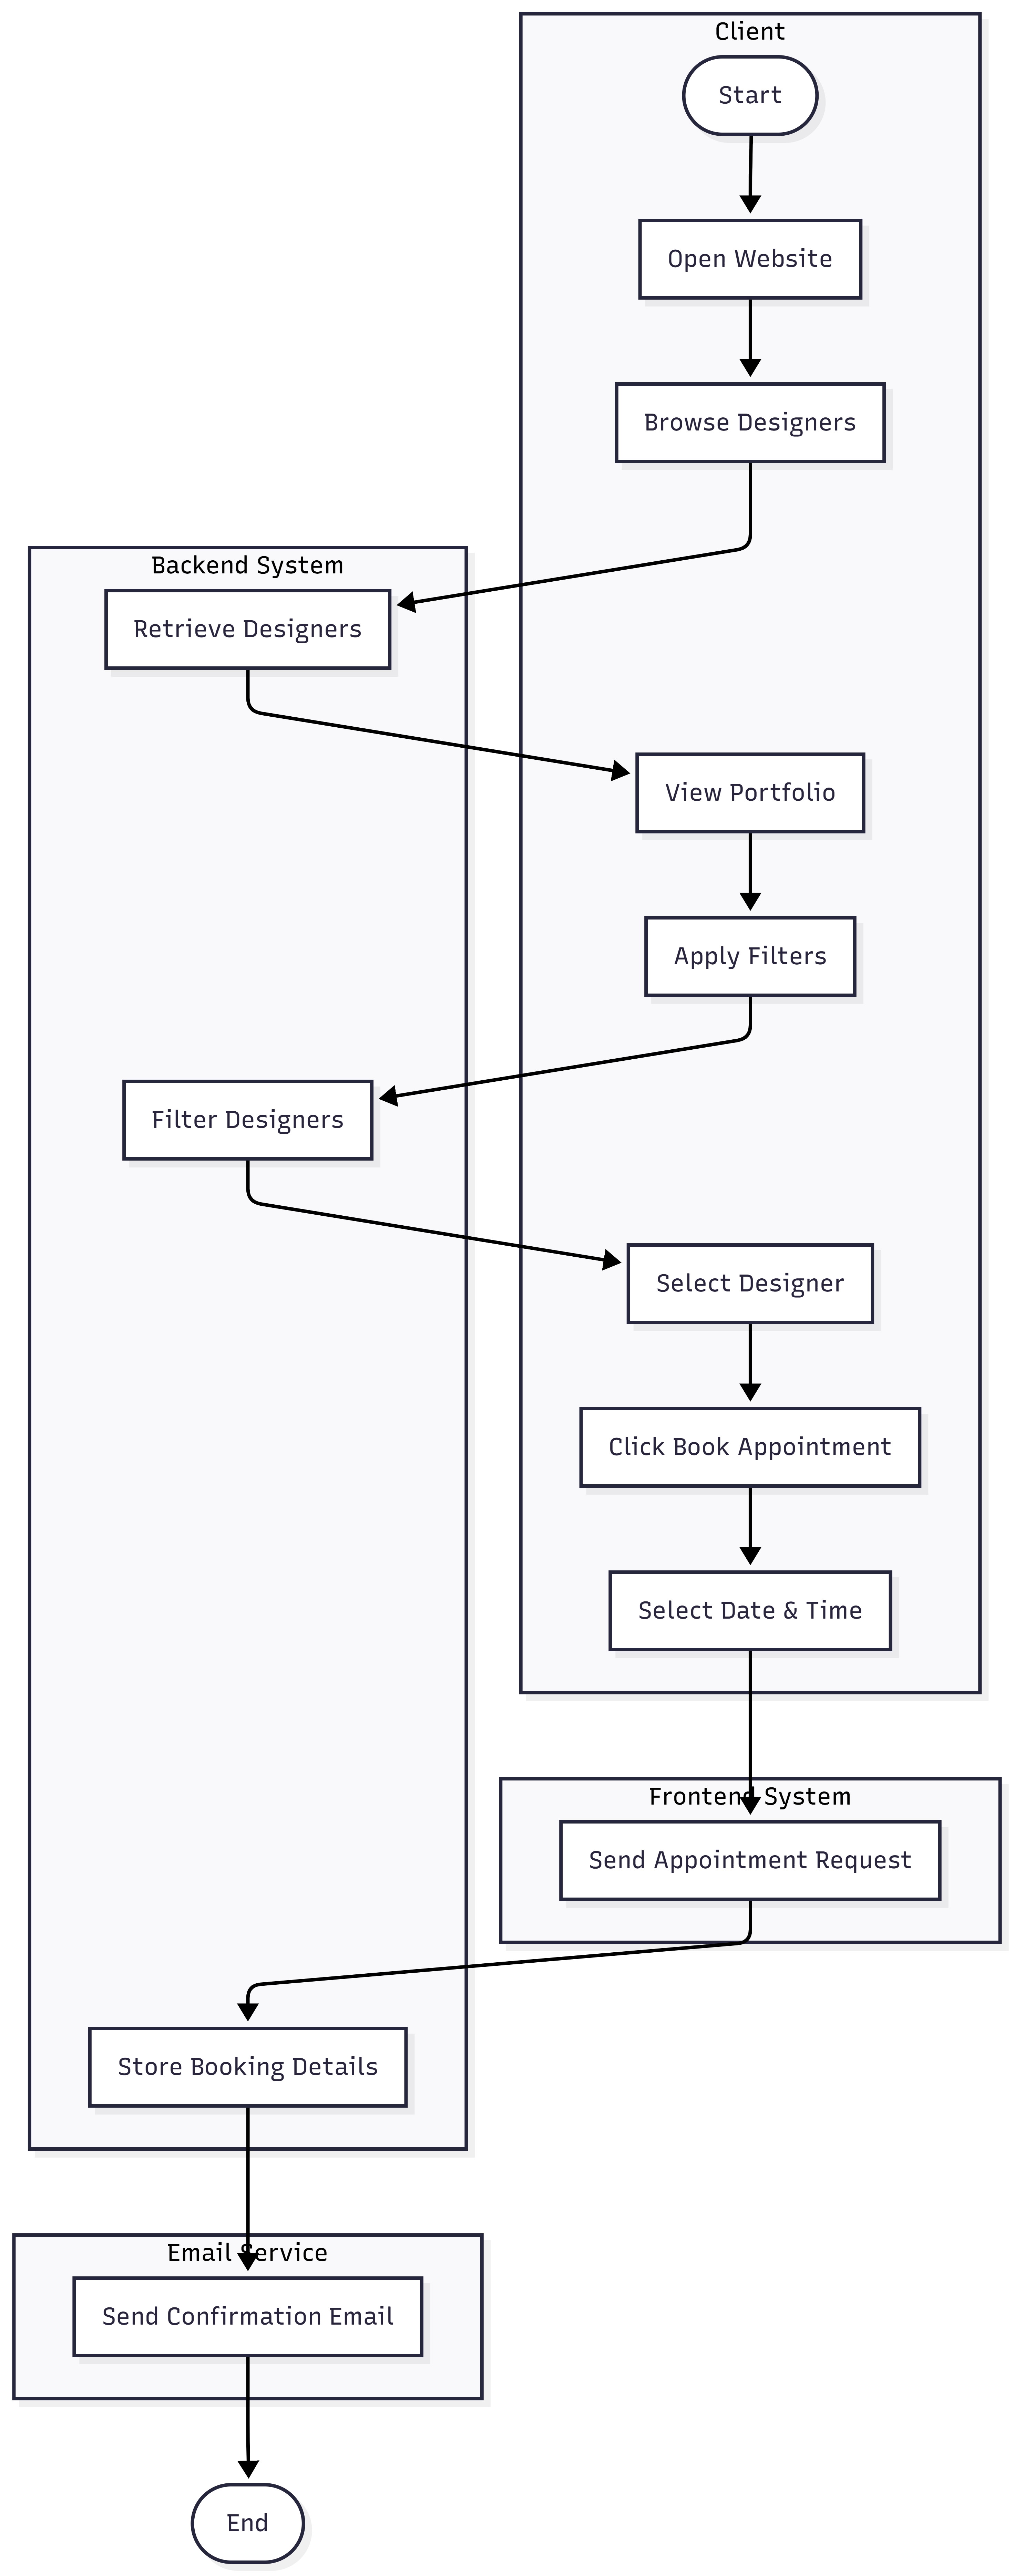 Client
Start
Open Website
Browse Designers
Backend System
Retrieve Designers
View Portfolio
Apply Filters
Filter Designers
Select Designer
Click Book Appointment
Select Date & Time
Frontend System
Send Appointment Request
Store Booking Details
Email Service
Send Confirmation Email
End